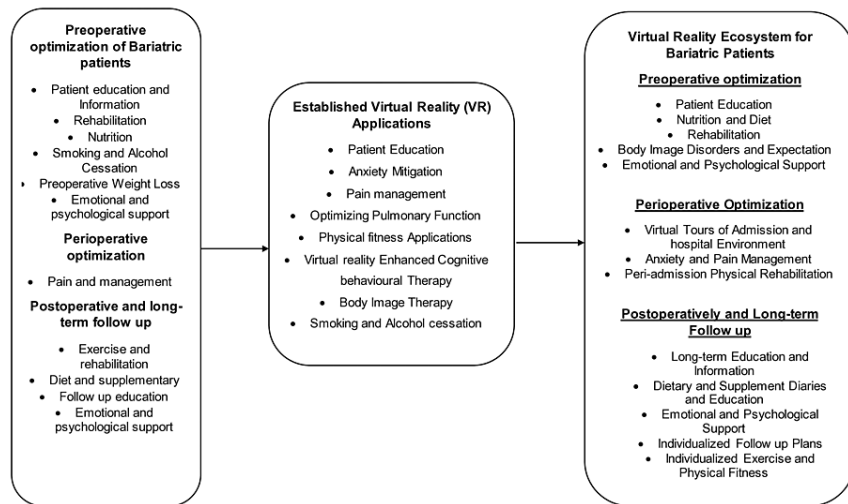 Preoperative
optimization of Bariatric
patients
• Patient education and
Information
• Rehabilitation
• Nutrition
• Smoking and Alcohol
Cessation
• Preoperative Weight Loss
• Emotional and
psychological support
Perioperative
optimization
• Pain and management
Postoperative and long-
term follow up
• Exercise and
rehabilitation
• Diet and supplementary
• Follow up education
• Emotional and
psychological support
Established Virtual Reality (VR)
Applications
• Patient Education
• Anxiety Mitigation
• Pain management
• Optimizing Pulmonary Function
• Physical fitness Applications
• Virtual reality Enhanced Cognitive
behavioural Therapy
• Body Image Therapy
• Smoking and Alcohol cessation
Virtual Reality Ecosystem for
Bariatric Patients
Preoperative optimization
• Patient Education
• Nutrition and Diet
• Rehabilitation
• Body Image Disorders and Expectation
• Emotional and Psychological Support
Perioperative Optimization
• Virtual Tours of Admission and
hospital Environment
• Anxiety and Pain Management
• Peri-admission Physical Rehabilitation
Postoperatively and Long-term
Follow up
• Long-term Education and
Information
• Dietary and Supplement Diaries
and Education
• Emotional and Psychological
Support
• Individualized Follow up Plans
• Individualized Exercise and
Physical Fitness